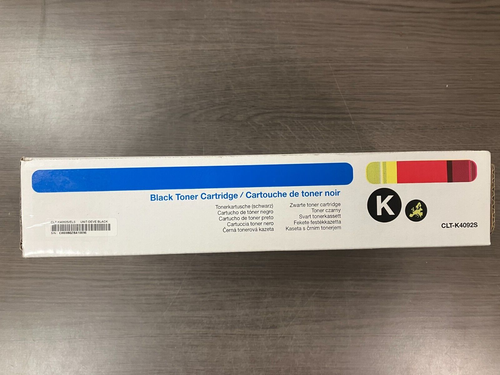 Black Toner Cartridge / Cartouche de toner noir
Tonerkartusche (schwarz)
Cartucho de tóner negro
Cartucho de toner preto
Cartuccia toner nero
Černá tonerová kazeta
Zwarte toner cartridge
Toner czarny
Svart tonerkassett
Fekete festékkazetta
Kaseta s črnim tonerjem
K
CLT-K4092S